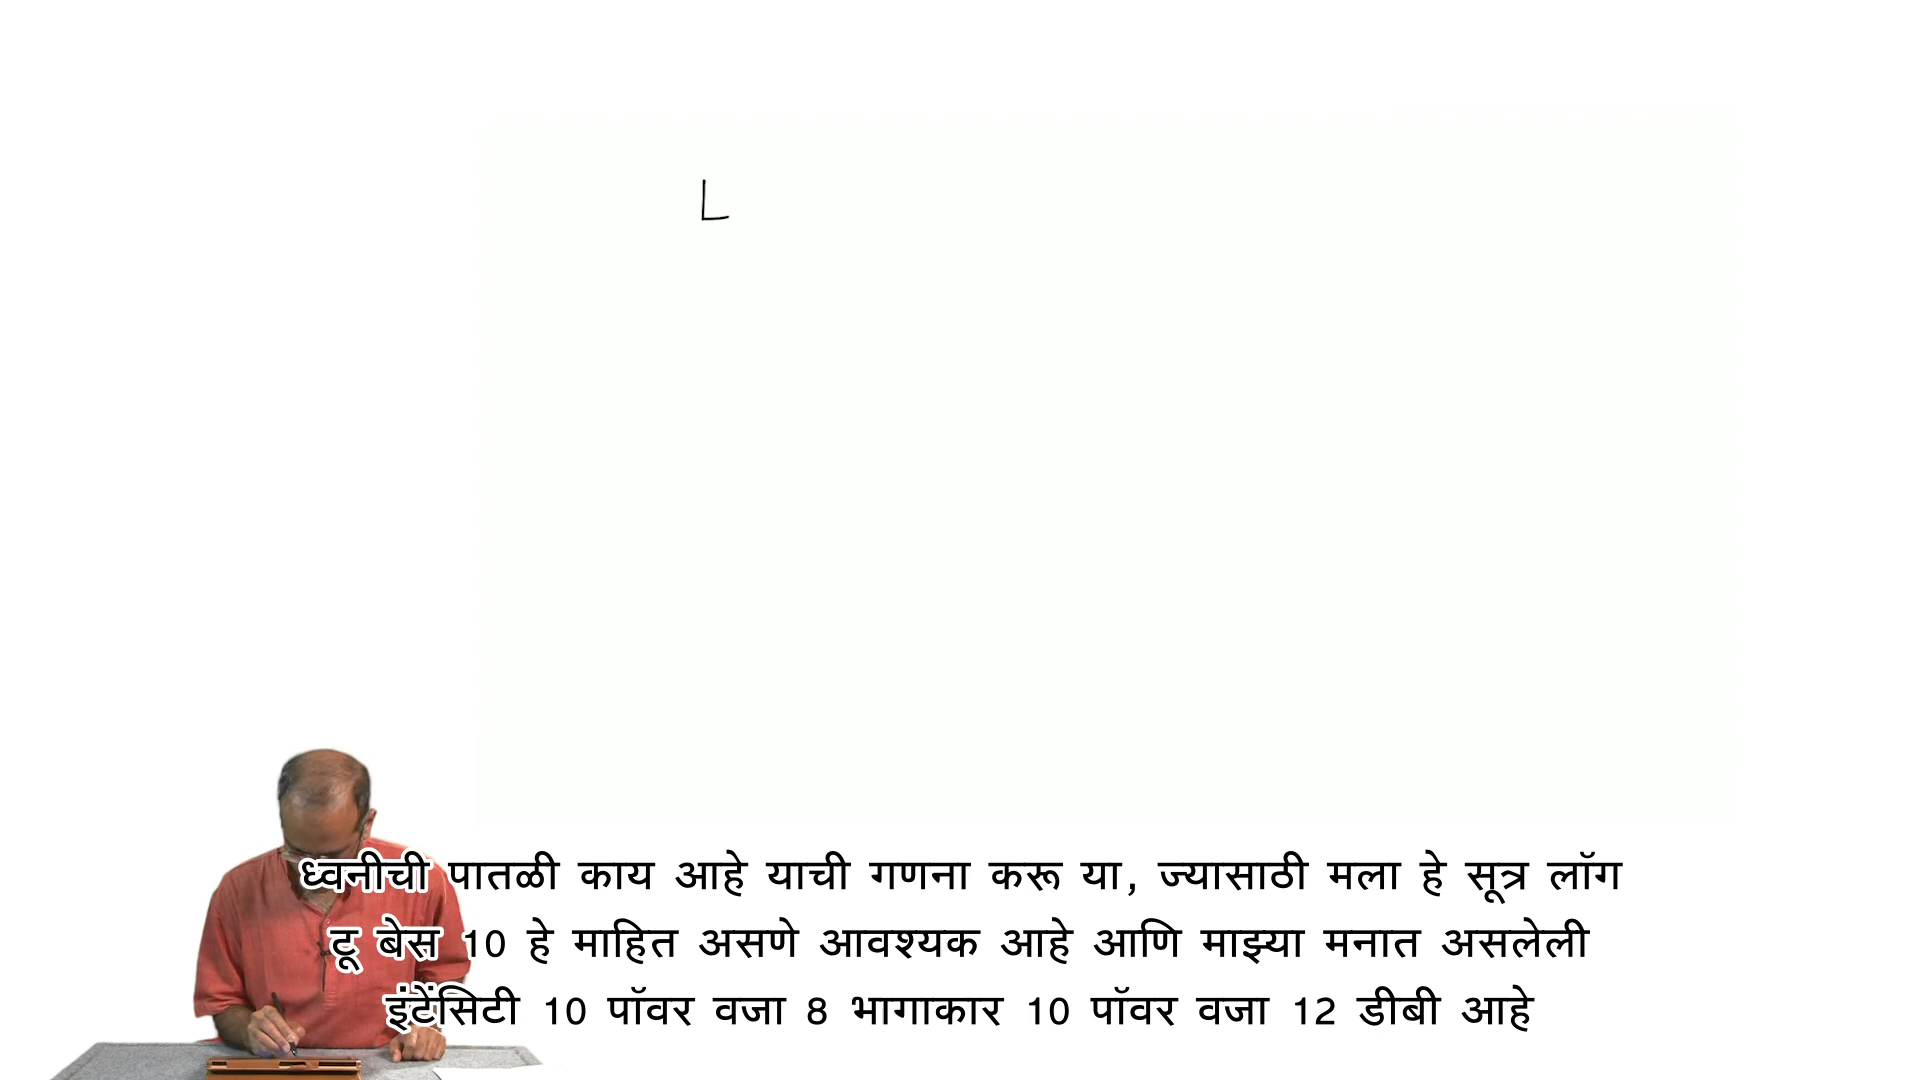 L
ध्वनीची पातळी काय आहे याची गणना करू या, ज्यासाठी मला हे सूत्र लॉग
टू बेस 10 हे माहित असणे आवश्यक आहे आणि माझ्या मनात असलेली
इंटेंसिटी 10 पॉवर वजा 8 भागाकार 10 पॉवर वजा 12 डीबी आहे